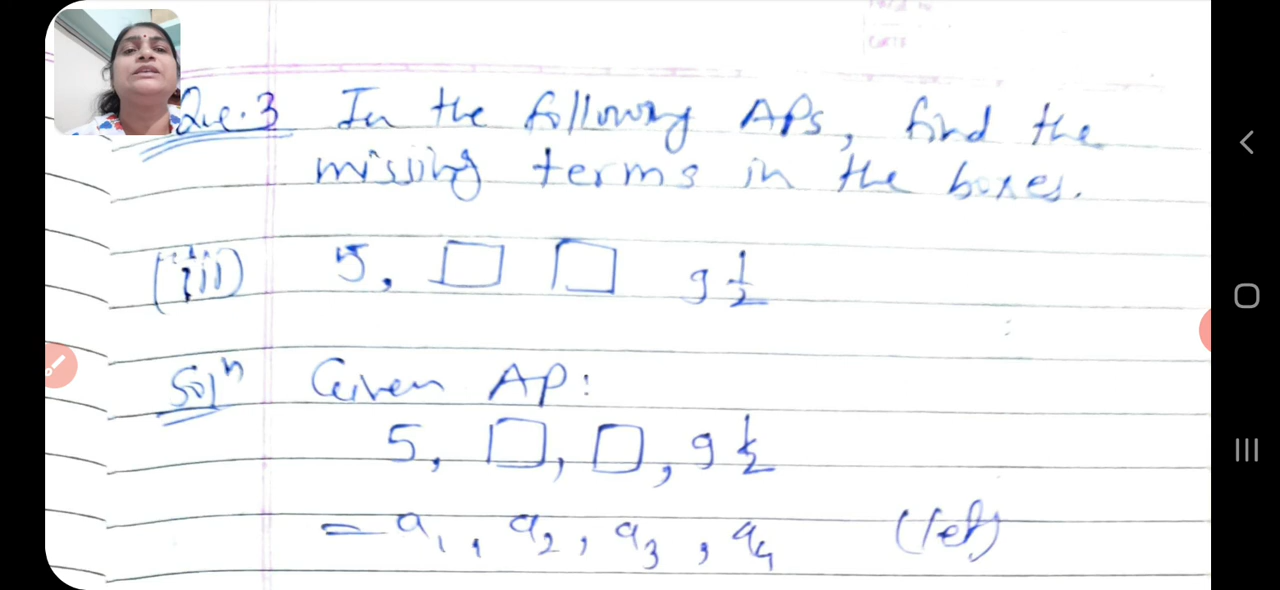 Que.3 In the following APs, find the
missing terms in the boxes.
(iii) 5, □ □ 9 1/2
Solⁿ Given AP:
5, □, □, 9 1/2
= a₁, a₂, a₃, a₄ (let)